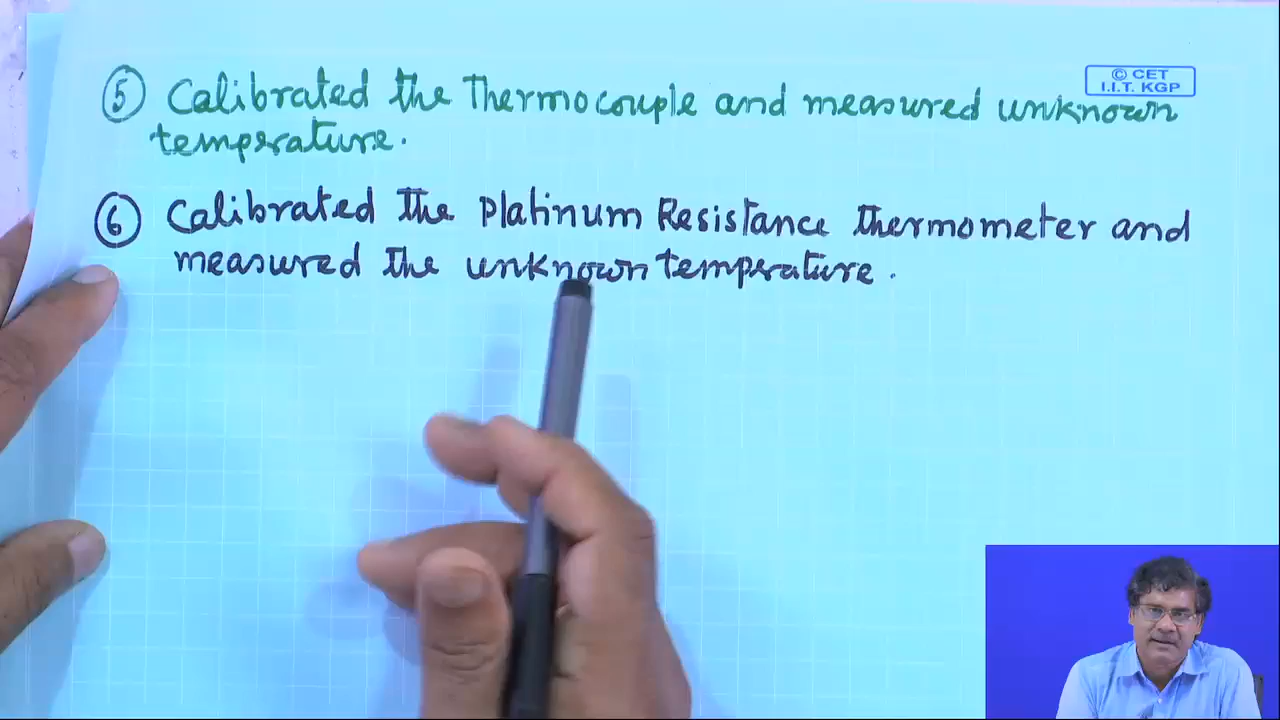 © CET
I.I.T. KGP
⑤ Calibrated the Thermocouple and measured unknown
temperature.
⑥ Calibrated the Platinum Resistance thermometer and
measured the unknown temperature.